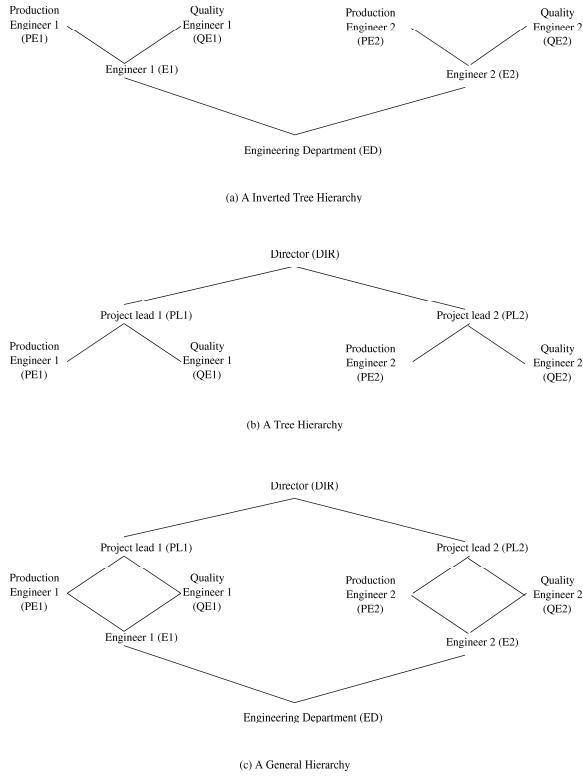 Production
Engineer 1
(PE1)
Quality
Engineer 1
(QE1)
Production
Engineer 2
(PE2)
Quality
Engineer 2
(QE2)
Engineer 1 (E1)
Engineer 2 (E2)
Engineering Department (ED)
(a) A Inverted Tree Hierarchy
Director (DIR)
Project lead 1 (PL1)
Project lead 2 (PL2)
Production
Engineer 1
(PE1)
Quality
Engineer 1
(QE1)
Production
Engineer 2
(PE2)
Quality
Engineer 2
(QE2)
(b) A Tree Hierarchy
Director (DIR)
Project lead 1 (PL1)
Project lead 2 (PL2)
Production
Engineer 1
(PE1)
Quality
Engineer 1
(QE1)
Production
Engineer 2
(PE2)
Quality
Engineer 2
(QE2)
Engineer 1 (E1)
Engineer 2 (E2)
Engineering Department (ED)
(c) A General Hierarchy